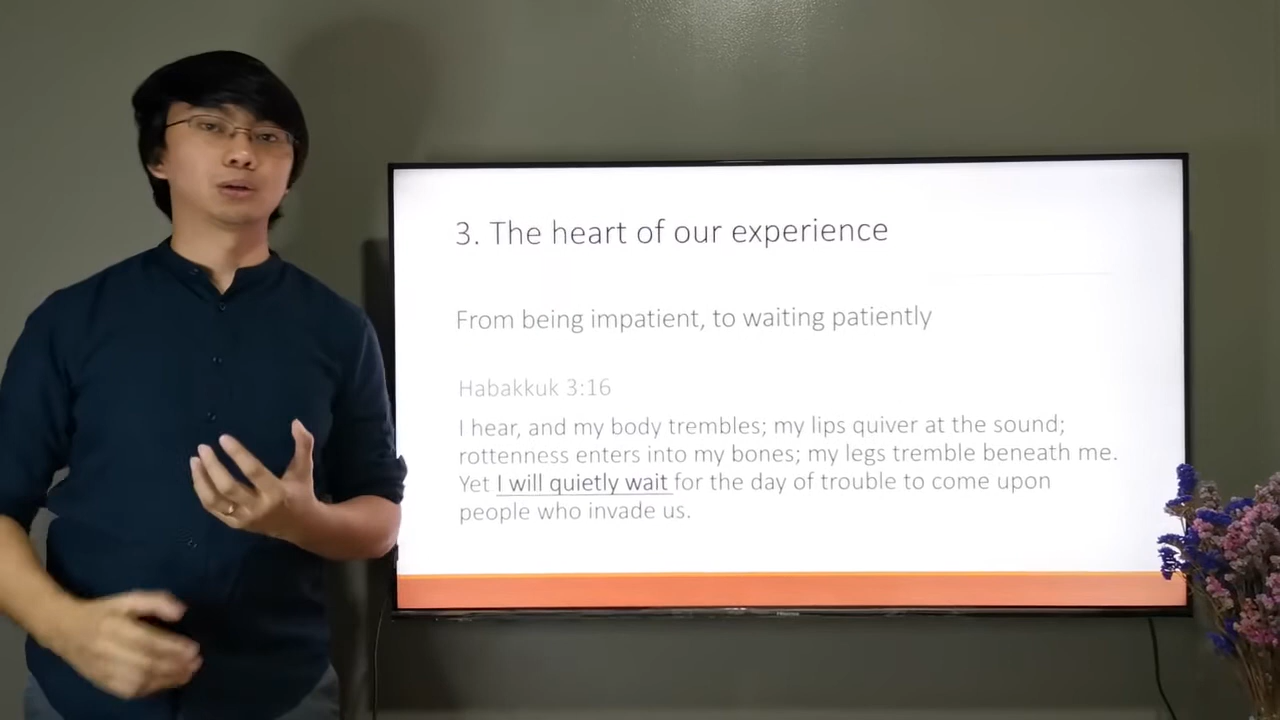 3. The heart of our experience
From being impatient, to waiting patiently
Habakkuk 3:16
I hear, and my body trembles; my lips quiver at the sound;
rottenness enters into my bones; my legs tremble beneath me.
Yet I will quietly wait for the day of trouble to come upon
people who invade us.
Hisense